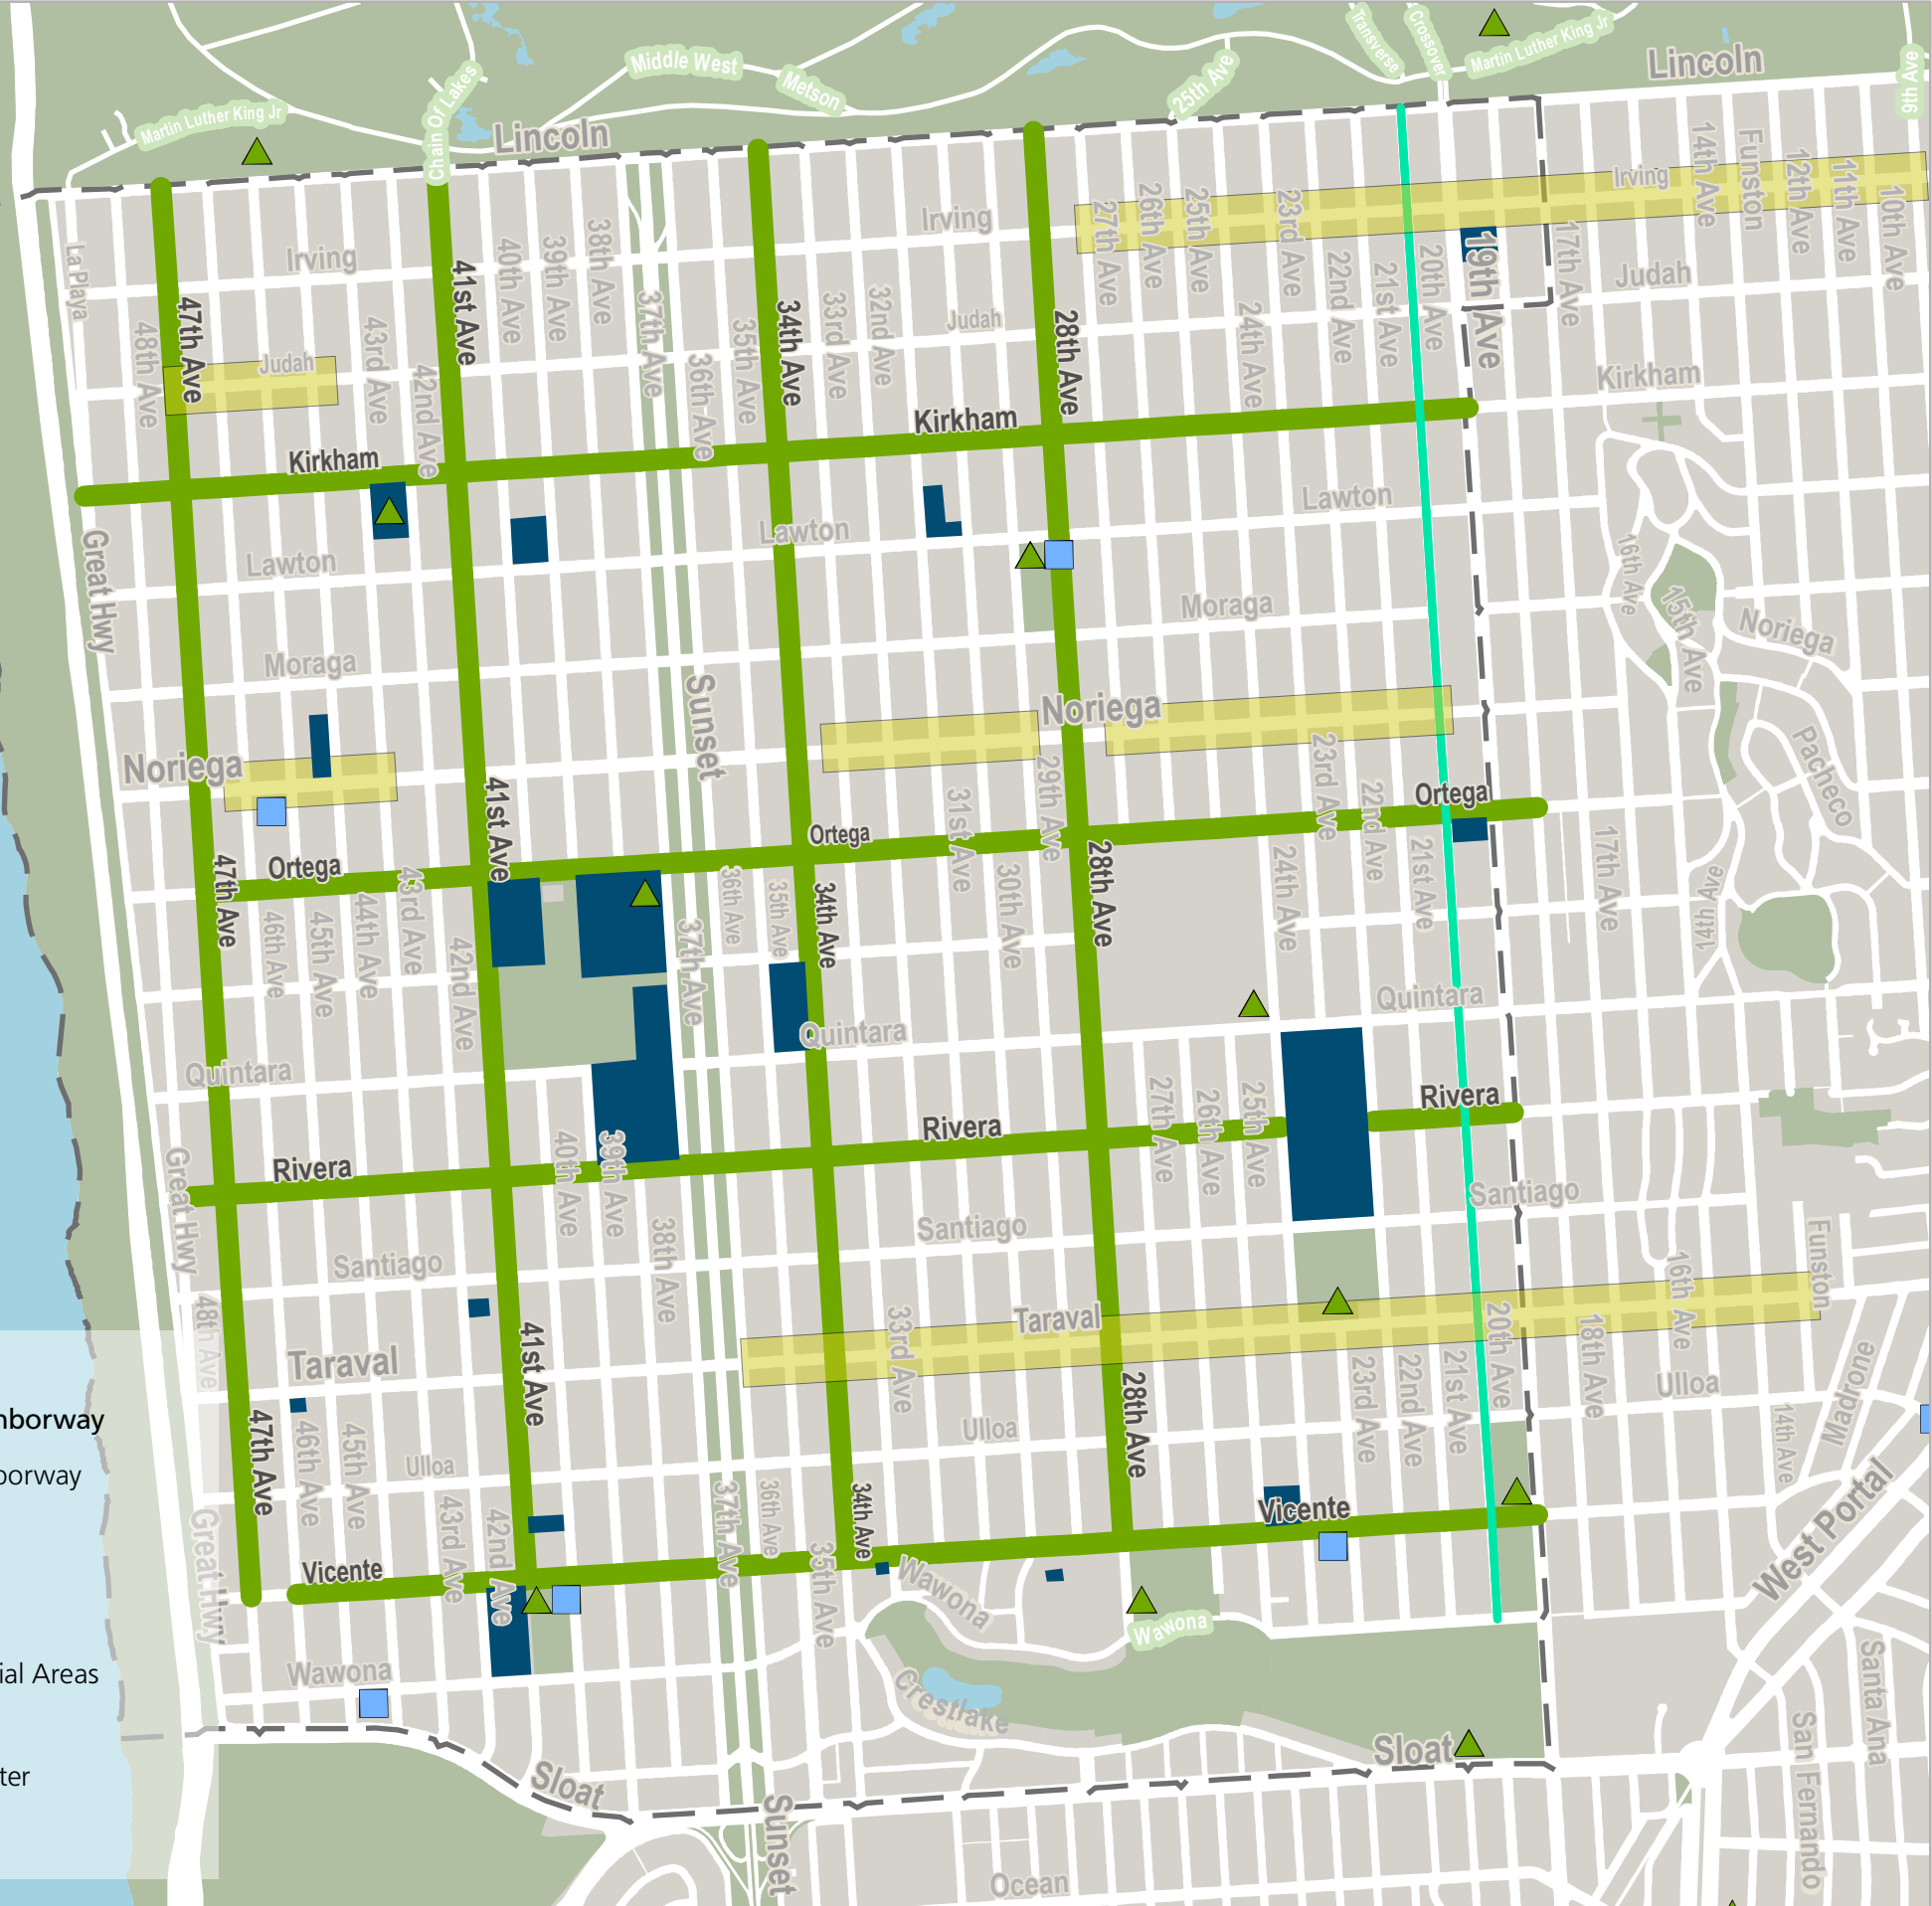 Transverse
Crossover
Martin Luther King Jr
Lincoln
9th Ave
Middle West
Metson
25th Ave
Chain Of Lakes
Martin Luther King Jr
Lincoln
14th Ave
Funston
12th Ave
11th Ave
10th Ave
Irving
Irving
Irving
27th Ave
26th Ave
25th Ave
23rd Ave
22nd Ave
21st Ave
20th Ave
19th Ave
17th Ave
Judah
La Playa
48th Ave
47th Ave
43rd Ave
42nd Ave
41st Ave
40th Ave
39th Ave
38th Ave
37th Ave
36th Ave
35th Ave
34th Ave
33rd Ave
32nd Ave
28th Ave
24th Ave
Judah
Judah
Kirkham
Kirkham
Kirkham
Great Hwy
Lawton
Lawton
Lawton
16th Ave
15th Ave
Noriega
Moraga
Moraga
Sunset
Noriega
Noriega
Pacheco
41st Ave
31st Ave
29th Ave
23rd Ave
22nd Ave
Ortega
Ortega
Ortega
47th Ave
46th Ave
45th Ave
44th Ave
43rd Ave
42nd Ave
37th Ave
36th Ave
35th Ave
34th Ave
30th Ave
28th Ave
24th Ave
21st Ave
17th Ave
14th Ave
Quintara
Quintara
Quintara
Great Hwy
Rivera
Rivera
Rivera
40th Ave
39th Ave
38th Ave
27th Ave
26th Ave
25th Ave
Santiago
Santiago
Santiago
16th Ave
Funston
48th Ave
Taraval
Taraval
41st Ave
33rd Ave
28th Ave
23rd Ave
22nd Ave
21st Ave
20th Ave
18th Ave
Ulloa
Madrone
14th Ave
47th Ave
46th Ave
45th Ave
Ulloa
Ulloa
43rd Ave
42nd Ave
37th Ave
36th Ave
35th Ave
34th Ave
Great Hwy
Vicente
Vicente
West Portal
Wawona
Wawona
Wawona
Crestlake
Sloat
Sloat
Sunset
Ocean
Santa Ana
San Fernando
hborway
borway
ial Areas
ter